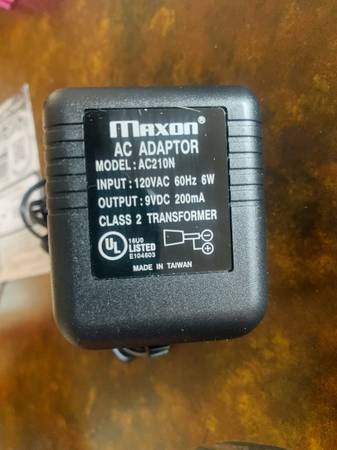 maxon®
AC ADAPTOR
MODEL: AC210N
INPUT: 120VAC 60Hz 6W
OUTPUT: 9VDC 200mA
CLASS 2 TRANSFORMER
UL
16U0
LISTED
E104603
MADE IN TAIWAN